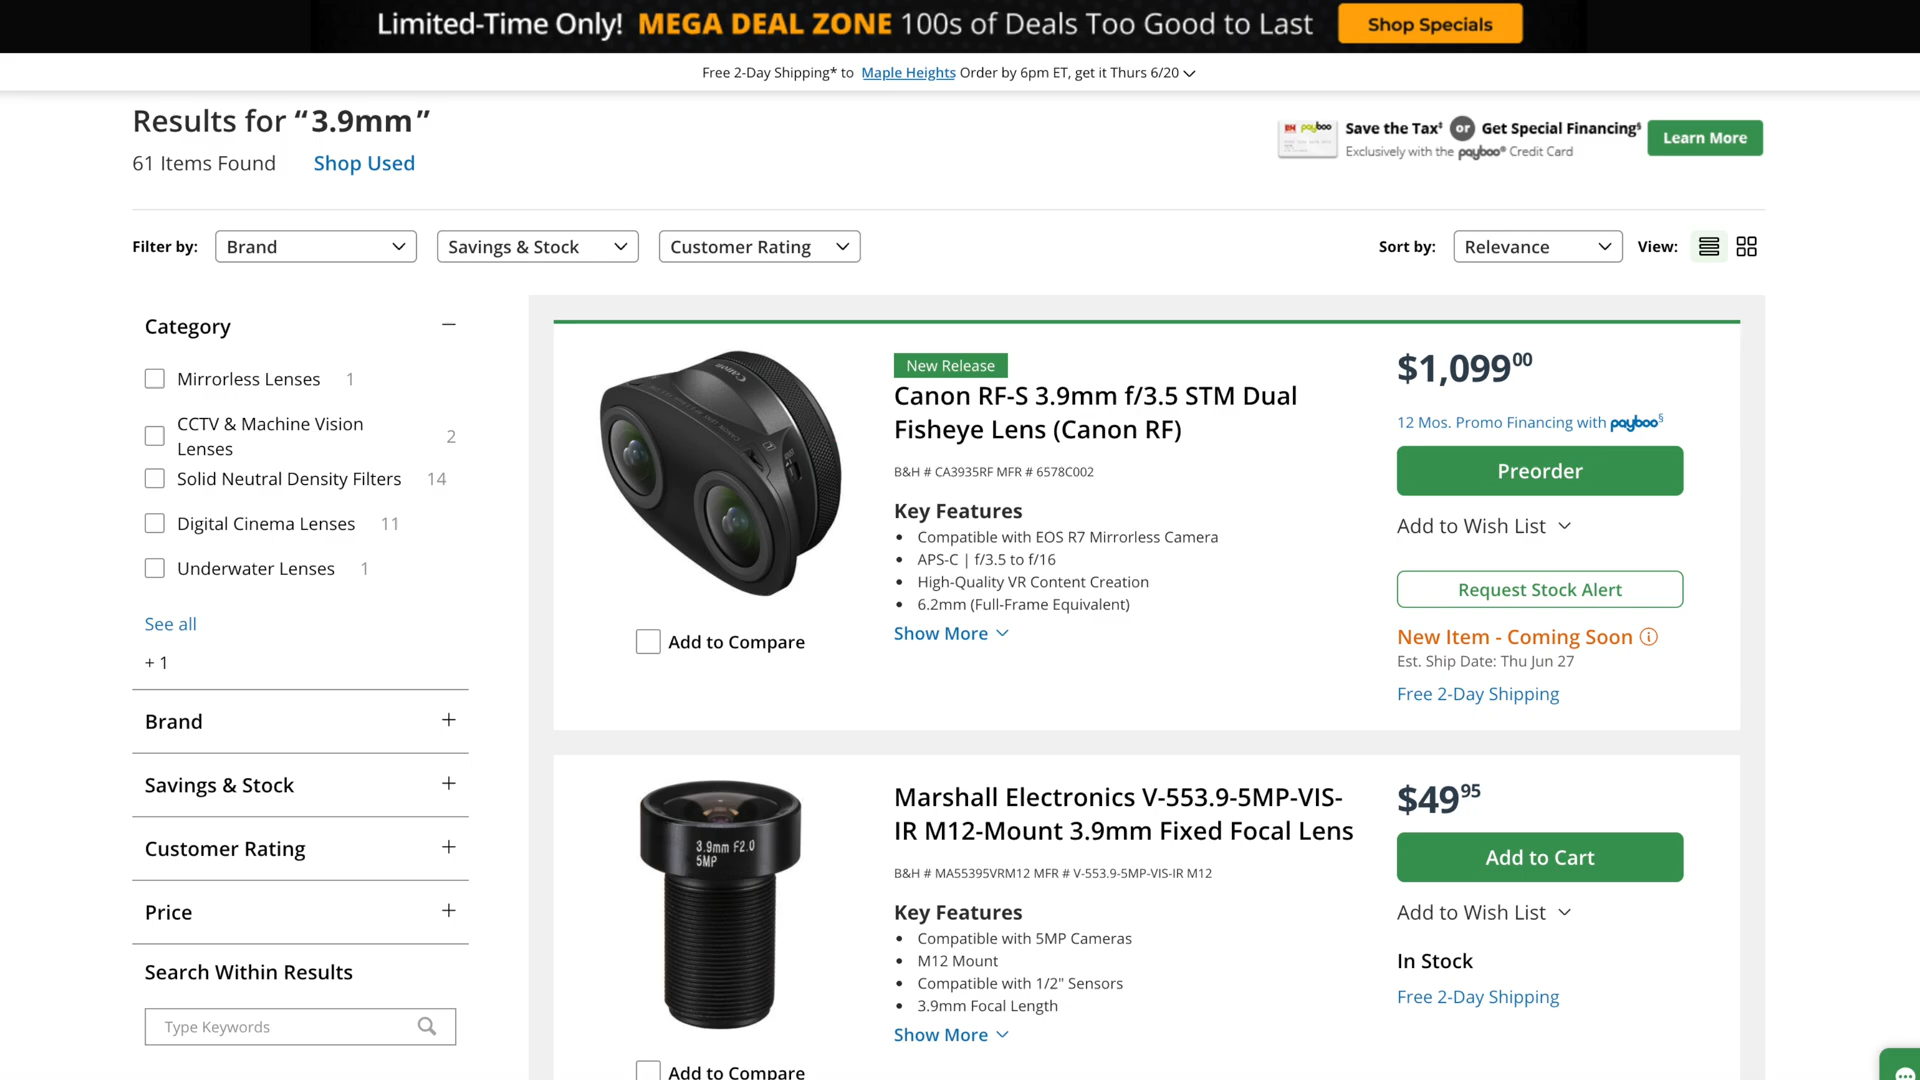 Limited-Time Only! MEGA DEAL ZONE 100s of Deals Too Good to Last Shop Specials
Free 2-Day Shipping* to Maple Heights Order by 6pm ET, get it Thurs 6/20
Results for “3.9mm”
61 Items Found Shop Used
B&H payboo Save the Tax‡ or Get Special Financing§ Learn More
Exclusively with the payboo® Credit Card
Filter by: Brand Savings & Stock Customer Rating Sort by: Relevance View:
Category
Mirrorless Lenses 1
CCTV & Machine Vision
Lenses 2
Solid Neutral Density Filters 14
Digital Cinema Lenses 11
Underwater Lenses 1
See all
+ 1
Brand
Savings & Stock
Customer Rating
Price
Search Within Results
Type Keywords
Canon
Add to Compare
New Release
Canon RF-S 3.9mm f/3.5 STM Dual
Fisheye Lens (Canon RF)
B&H # CA3935RF MFR # 6578C002
Key Features
• Compatible with EOS R7 Mirrorless Camera
• APS-C | f/3.5 to f/16
• High-Quality VR Content Creation
• 6.2mm (Full-Frame Equivalent)
Show More
$1,099 00
12 Mos. Promo Financing with payboo§
Preorder
Add to Wish List
Request Stock Alert
New Item - Coming Soon
Est. Ship Date: Thu Jun 27
Free 2-Day Shipping
3.9mm F2.0
5MP
Add to Compare
Marshall Electronics V-553.9-5MP-VIS-
IR M12-Mount 3.9mm Fixed Focal Lens
B&H # MA55395VRM12 MFR # V-553.9-5MP-VIS-IR M12
Key Features
• Compatible with 5MP Cameras
• M12 Mount
• Compatible with 1/2" Sensors
• 3.9mm Focal Length
Show More
$49 95
Add to Cart
Add to Wish List
In Stock
Free 2-Day Shipping